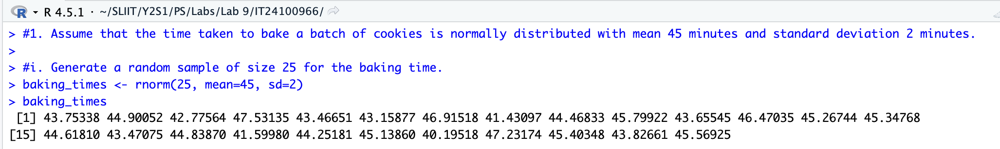 R R 4.5.1 · ~/SLIIT/Y2S1/PS/Labs/Lab 9/IT24100966/
> #1. Assume that the time taken to bake a batch of cookies is normally distributed with mean 45 minutes and standard deviation 2 minutes.
>
> #i. Generate a random sample of size 25 for the baking time.
> baking_times <- rnorm(25, mean=45, sd=2)
> baking_times
[1] 43.75338 44.90052 42.77564 47.53135 43.46651 43.15877 46.91518 41.43097 44.46833 45.79922 43.65545 46.47035 45.26744 45.34768
[15] 44.61810 43.47075 44.83870 41.59980 44.25181 45.13860 40.19518 47.23174 45.40348 43.82661 45.56925